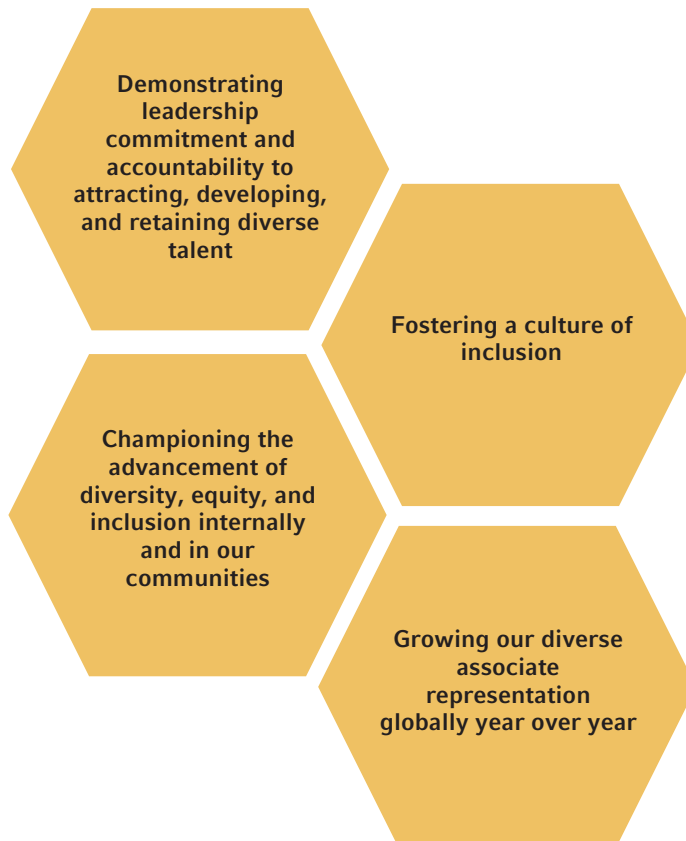 Demonstrating
leadership
commitment and
accountability to
attracting, developing,
and retaining diverse
talent
Fostering a culture of
inclusion
Championing the
advancement of
diversity, equity, and
inclusion internally
and in our
communities
Growing our diverse
associate
representation
globally year over year